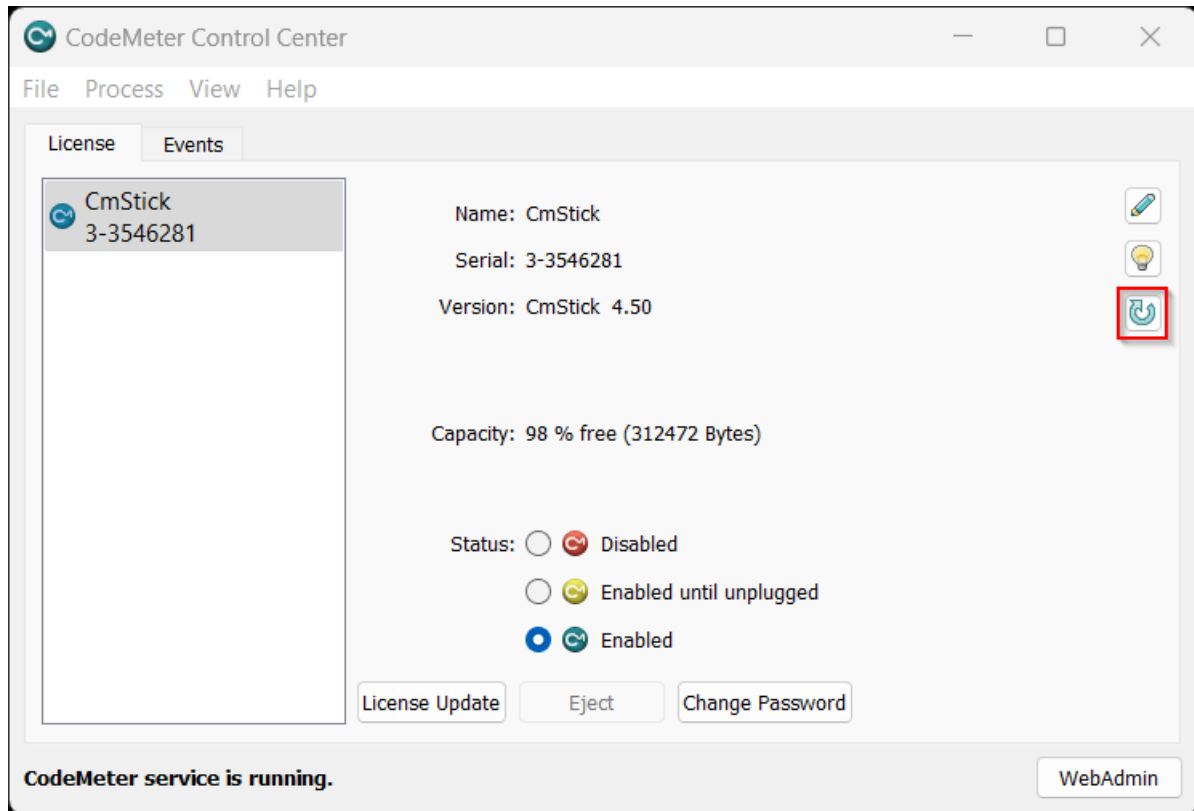 CodeMeter Control Center
File Process View Help
License Events
CmStick
3-3546281
Name: CmStick
Serial: 3-3546281
Version: CmStick 4.50
Capacity: 98 % free (312472 Bytes)
Status: Disabled
Enabled until unplugged
Enabled
License Update Eject Change Password
CodeMeter service is running. WebAdmin